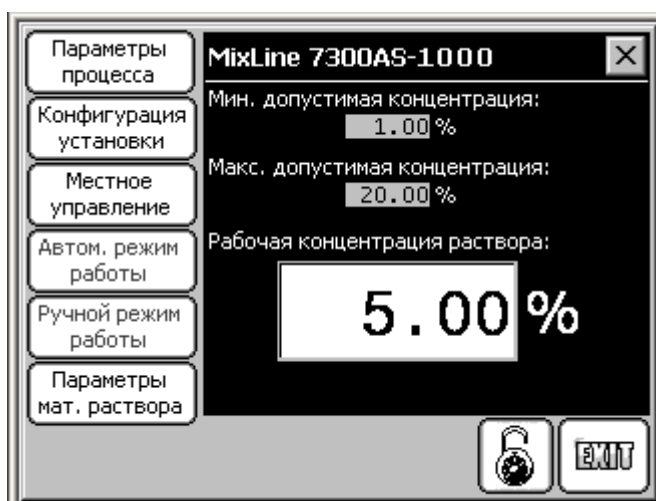 Параметры
процесса
Конфигурация
установки
Местное
управление
Автом. режим
работы
Ручной режим
работы
Параметры
мат. раствора
MixLine 7300AS-1000
Мин. допустимая концентрация:
1.00 %
Макс. допустимая концентрация:
20.00 %
Рабочая концентрация раствора:
5.00 %
EXIT